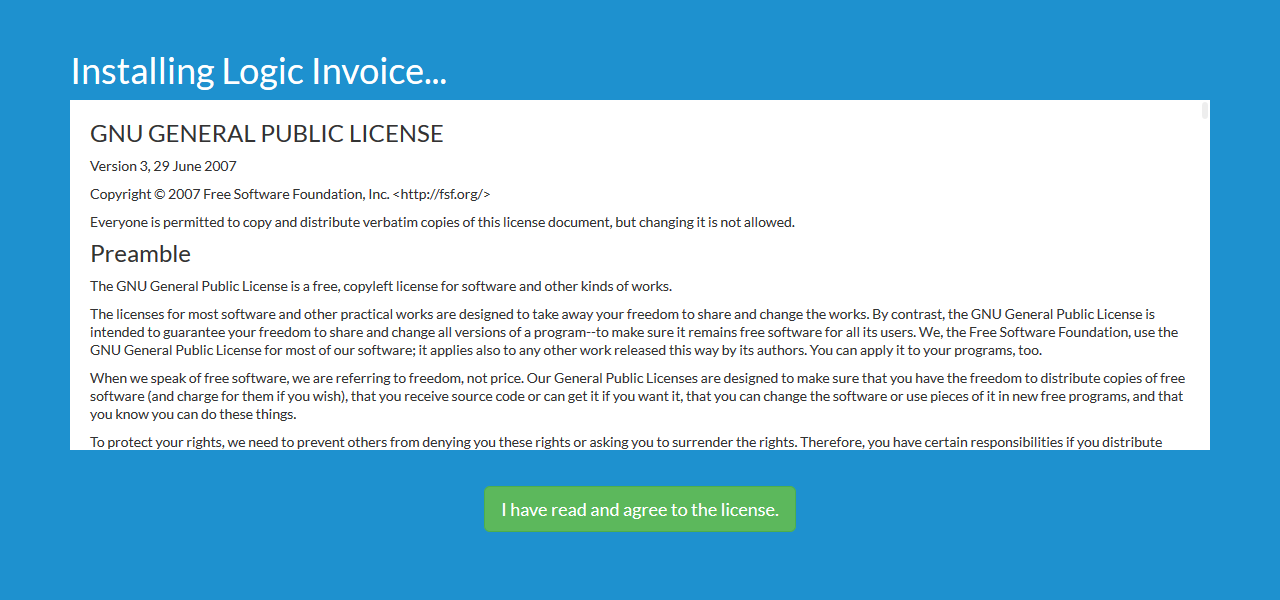 Installing Logic Invoice...
GNU GENERAL PUBLIC LICENSE
Version 3, 29 June 2007
Copyright © 2007 Free Software Foundation, Inc. <http://fsf.org/>
Everyone is permitted to copy and distribute verbatim copies of this license document, but changing it is not allowed.
Preamble
The GNU General Public License is a free, copyleft license for software and other kinds of works.
The licenses for most software and other practical works are designed to take away your freedom to share and change the works. By contrast, the GNU General Public License is
intended to guarantee your freedom to share and change all versions of a program--to make sure it remains free software for all its users. We, the Free Software Foundation, use the
GNU General Public License for most of our software; it applies also to any other work released this way by its authors. You can apply it to your programs, too.
When we speak of free software, we are referring to freedom, not price. Our General Public Licenses are designed to make sure that you have the freedom to distribute copies of free
software (and charge for them if you wish), that you receive source code or can get it if you want it, that you can change the software or use pieces of it in new free programs, and that
you know you can do these things.
To protect your rights, we need to prevent others from denying you these rights or asking you to surrender the rights. Therefore, you have certain responsibilities if you distribute
I have read and agree to the license.